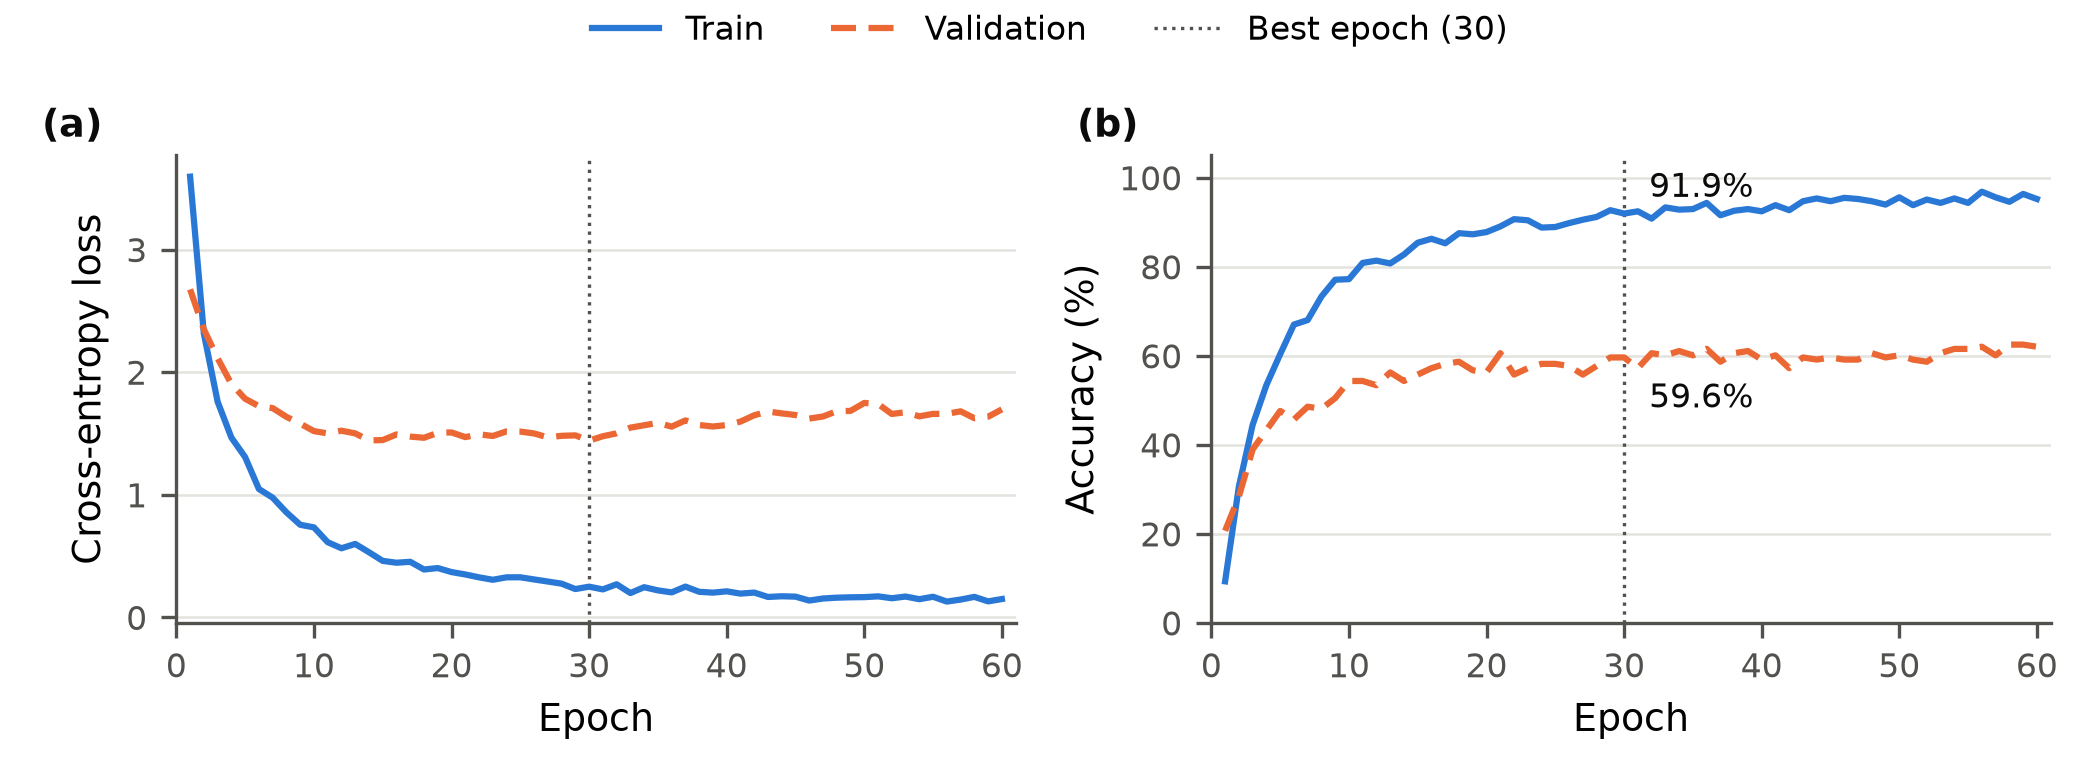 Train
Validation
Best epoch (30)
(a)
Cross-entropy loss
3
2
1
0
0 10 20 30 40 50 60
Epoch
(b)
Accuracy (%)
100
80
60
40
20
0
91.9%
59.6%
0 10 20 30 40 50 60
Epoch